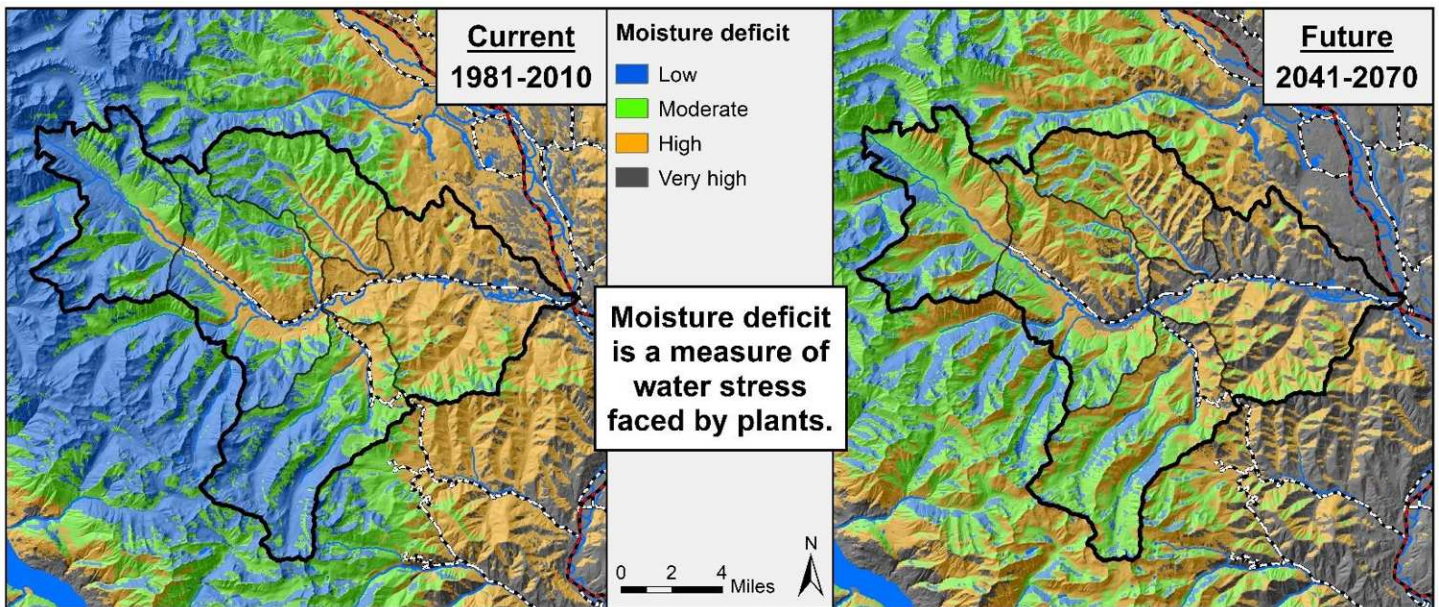 Current
1981-2010
Moisture deficit
Low
Moderate
High
Very high
Future
2041-2070
Moisture deficit
is a measure of
water stress
faced by plants.
N
0 2 4
Miles